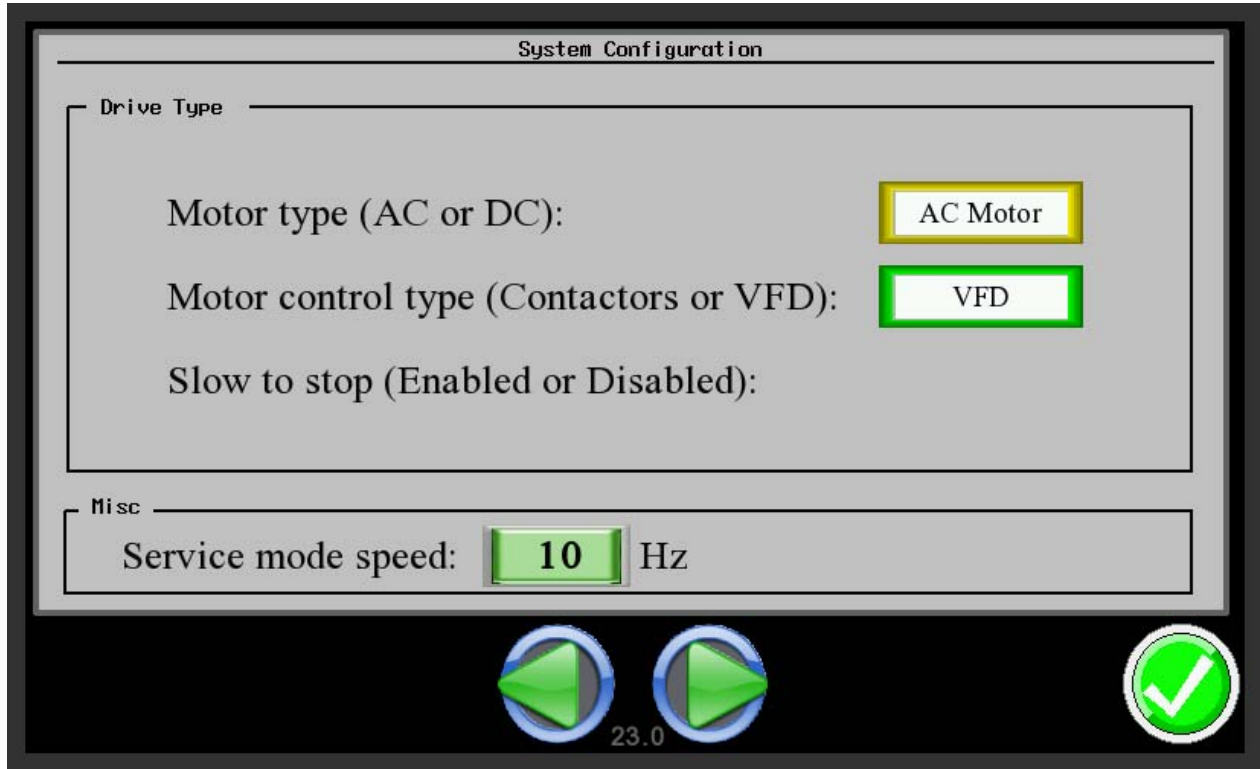 System Configuration
Drive Type
Motor type (AC or DC): AC Motor
Motor control type (Contactors or VFD): VFD
Slow to stop (Enabled or Disabled):
Misc
Service mode speed: 10 Hz
23.0